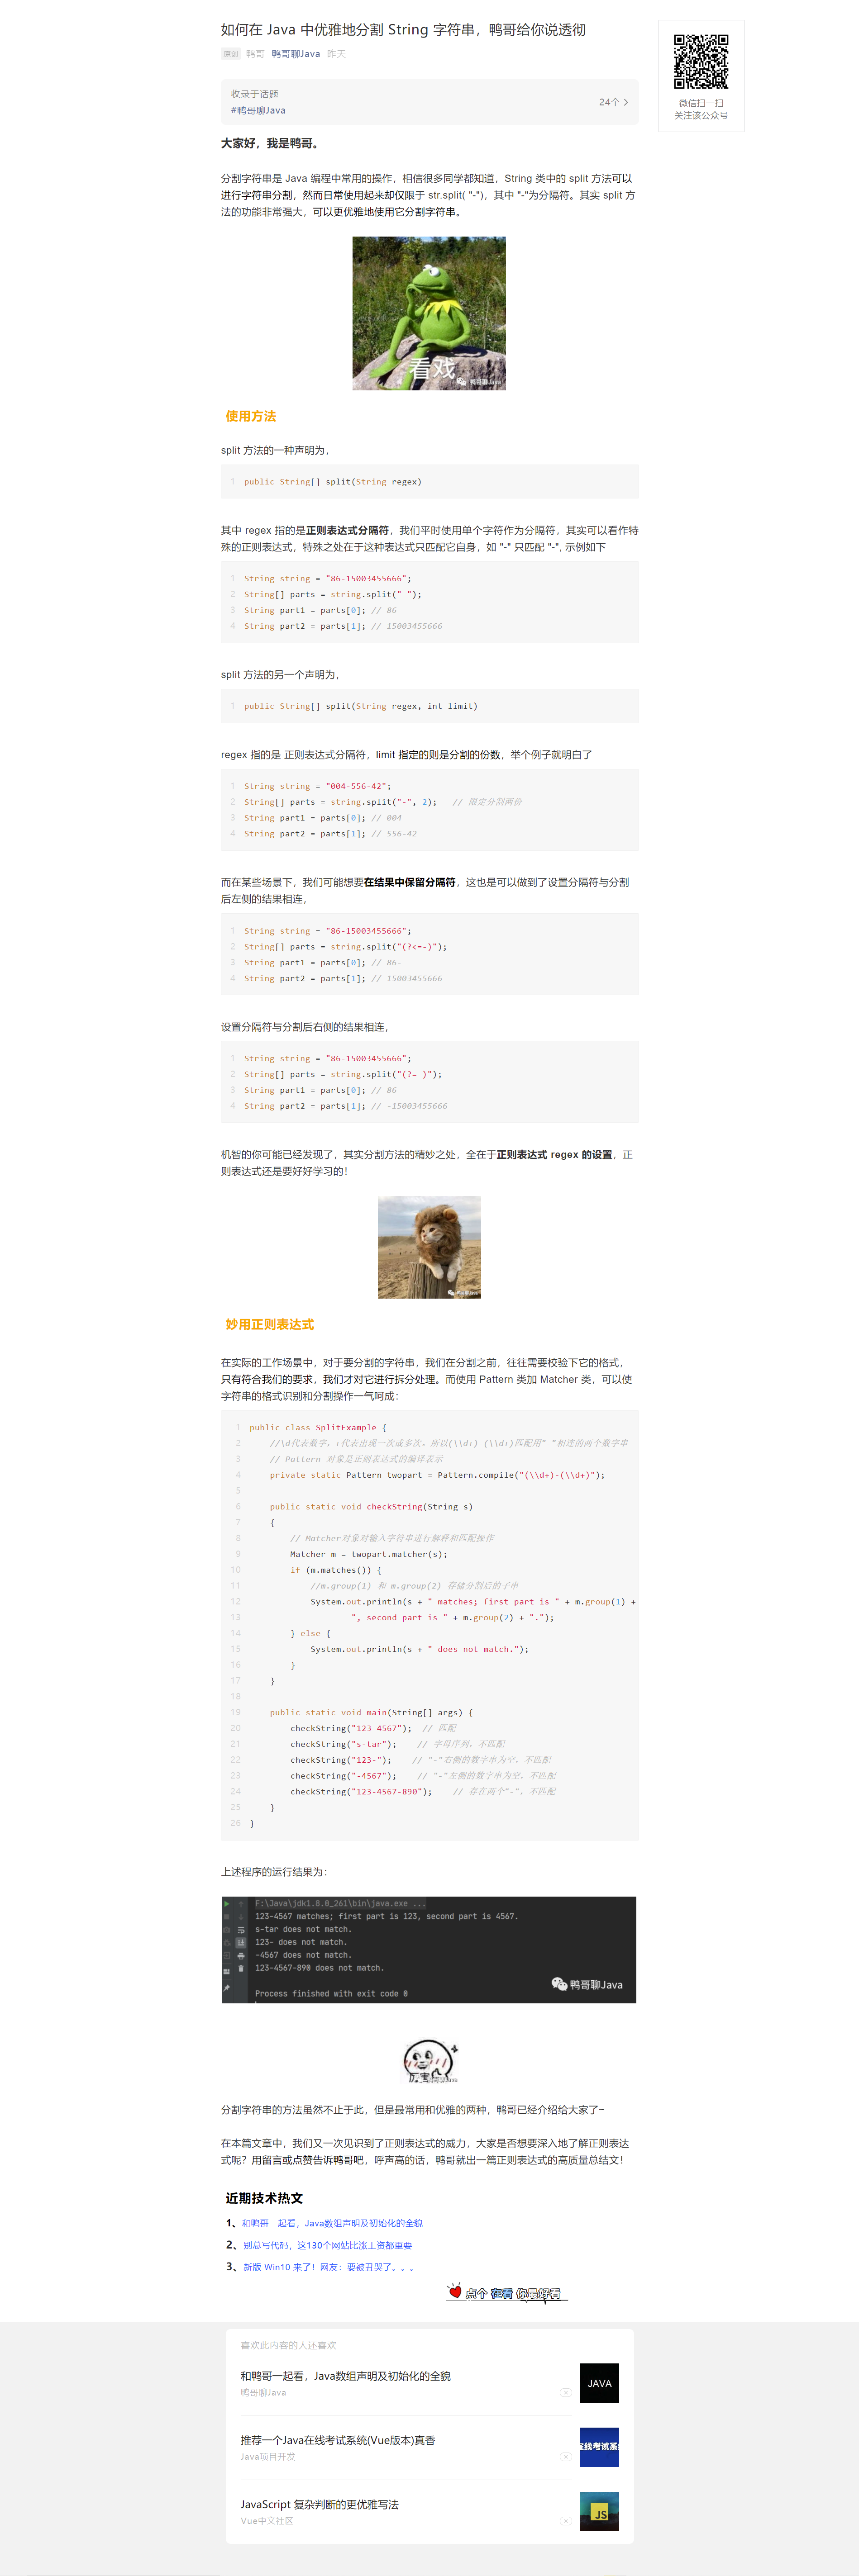 如何在 Java 中优雅地分割 String 字符串，鸭哥给你说透彻
原创 鸭哥 鸭哥聊Java 昨天
微信扫一扫
关注该公众号
收录于话题
#鸭哥聊Java
24个
大家好，我是鸭哥。
分割字符串是 Java 编程中常用的操作，相信很多同学都知道，String 类中的 split 方法可以
进行字符串分割，然而日常使用起来却仅限于 str.split( "-")，其中 "-"为分隔符。其实 split 方
法的功能非常强大，可以更优雅地使用它分割字符串。
看戏
鸭哥聊Java
使用方法
split 方法的一种声明为，
1 public String[] split(String regex)
其中 regex 指的是正则表达式分隔符，我们平时使用单个字符作为分隔符，其实可以看作特
殊的正则表达式，特殊之处在于这种表达式只匹配它自身，如 "-" 只匹配 "-", 示例如下
1 String string = "86-15003455666";
2 String[] parts = string.split("-");
3 String part1 = parts[0]; // 86
4 String part2 = parts[1]; // 15003455666
split 方法的另一个声明为，
1 public String[] split(String regex, int limit)
regex 指的是 正则表达式分隔符，limit 指定的则是分割的份数，举个例子就明白了
1 String string = "004-556-42";
2 String[] parts = string.split("-", 2);   // 限定分割两份
3 String part1 = parts[0]; // 004
4 String part2 = parts[1]; // 556-42
而在某些场景下，我们可能想要在结果中保留分隔符，这也是可以做到了设置分隔符与分割
后左侧的结果相连，
1 String string = "86-15003455666";
2 String[] parts = string.split("(?<=-)");
3 String part1 = parts[0]; // 86-
4 String part2 = parts[1]; // 15003455666
设置分隔符与分割后右侧的结果相连，
1 String string = "86-15003455666";
2 String[] parts = string.split("(?=-)");
3 String part1 = parts[0]; // 86
4 String part2 = parts[1]; // -15003455666
机智的你可能已经发现了，其实分割方法的精妙之处，全在于正则表达式 regex 的设置，正
则表达式还是要好好学习的！
鸭哥聊Java
妙用正则表达式
在实际的工作场景中，对于要分割的字符串，我们在分割之前，往往需要校验下它的格式，
只有符合我们的要求，我们才对它进行拆分处理。而使用 Pattern 类加 Matcher 类，可以使
字符串的格式识别和分割操作一气呵成：
1 public class SplitExample {
2     //\d代表数字，+代表出现一次或多次，所以(\\d+)-(\\d+)匹配用"-"相连的两个数字串
3     // Pattern 对象是正则表达式的编译表示
4     private static Pattern twopart = Pattern.compile("(\\d+)-(\\d+)");
5
6     public static void checkString(String s)
7     {
8         // Matcher对象对输入字符串进行解释和匹配操作
9         Matcher m = twopart.matcher(s);
10         if (m.matches()) {
11             //m.group(1) 和 m.group(2) 存储分割后的子串
12             System.out.println(s + " matches; first part is " + m.group(1) +
13                     ", second part is " + m.group(2) + ".");
14         } else {
15             System.out.println(s + " does not match.");
16         }
17     }
18
19     public static void main(String[] args) {
20         checkString("123-4567");  // 匹配
21         checkString("s-tar");    // 字母序列，不匹配
22         checkString("123-");    // "-"右侧的数字串为空，不匹配
23         checkString("-4567");    // "-"左侧的数字串为空，不匹配
24         checkString("123-4567-890");    // 存在两个"-"，不匹配
25     }
26 }
上述程序的运行结果为：
F:\Java\jdk1.8.0_261\bin\java.exe ...
123-4567 matches; first part is 123, second part is 4567.
s-tar does not match.
123- does not match.
-4567 does not match.
123-4567-890 does not match.
Process finished with exit code 0
鸭哥聊Java
分割字符串的方法虽然不止于此，但是最常用和优雅的两种，鸭哥已经介绍给大家了~
在本篇文章中，我们又一次见识到了正则表达式的威力，大家是否想要深入地了解正则表达
式呢？用留言或点赞告诉鸭哥吧，呼声高的话，鸭哥就出一篇正则表达式的高质量总结文！
近期技术热文
1、和鸭哥一起看，Java数组声明及初始化的全貌
2、别总写代码，这130个网站比涨工资都重要
3、新版 Win10 来了！网友：要被丑哭了。。。
点个 在看 你最好看
喜欢此内容的人还喜欢
和鸭哥一起看，Java数组声明及初始化的全貌
鸭哥聊Java
JAVA
推荐一个Java在线考试系统(Vue版本)真香
Java项目开发
在线考试系统
JavaScript 复杂判断的更优雅写法
Vue中文社区
JS